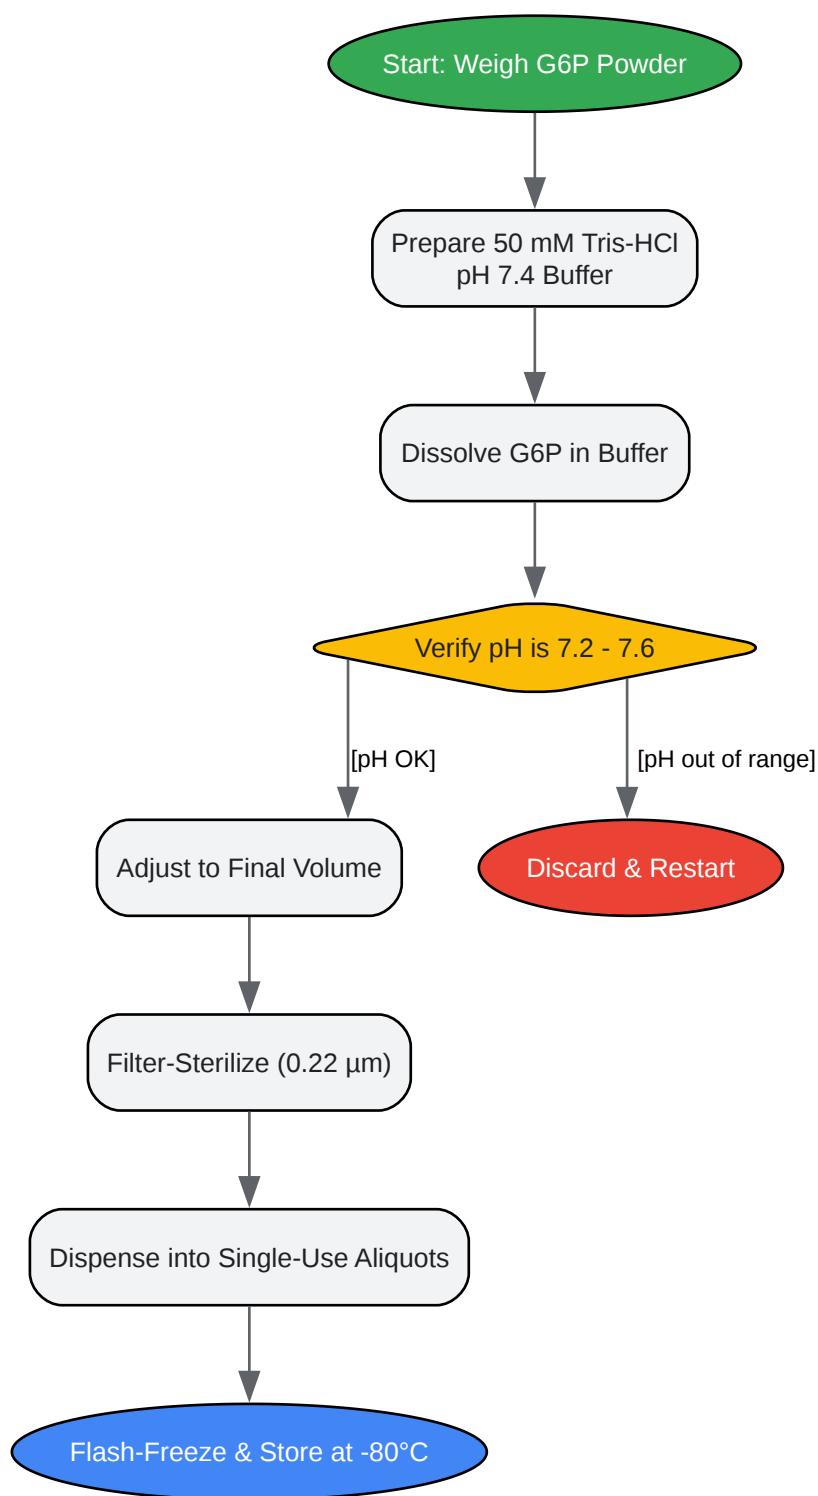 Start: Weigh G6P Powder
Prepare 50 mM Tris-HCl
pH 7.4 Buffer
Dissolve G6P in Buffer
Verify pH is 7.2 - 7.6
[pH OK]
[pH out of range]
Adjust to Final Volume
Discard & Restart
Filter-Sterilize (0.22 µm)
Dispense into Single-Use Aliquots
Flash-Freeze & Store at -80°C